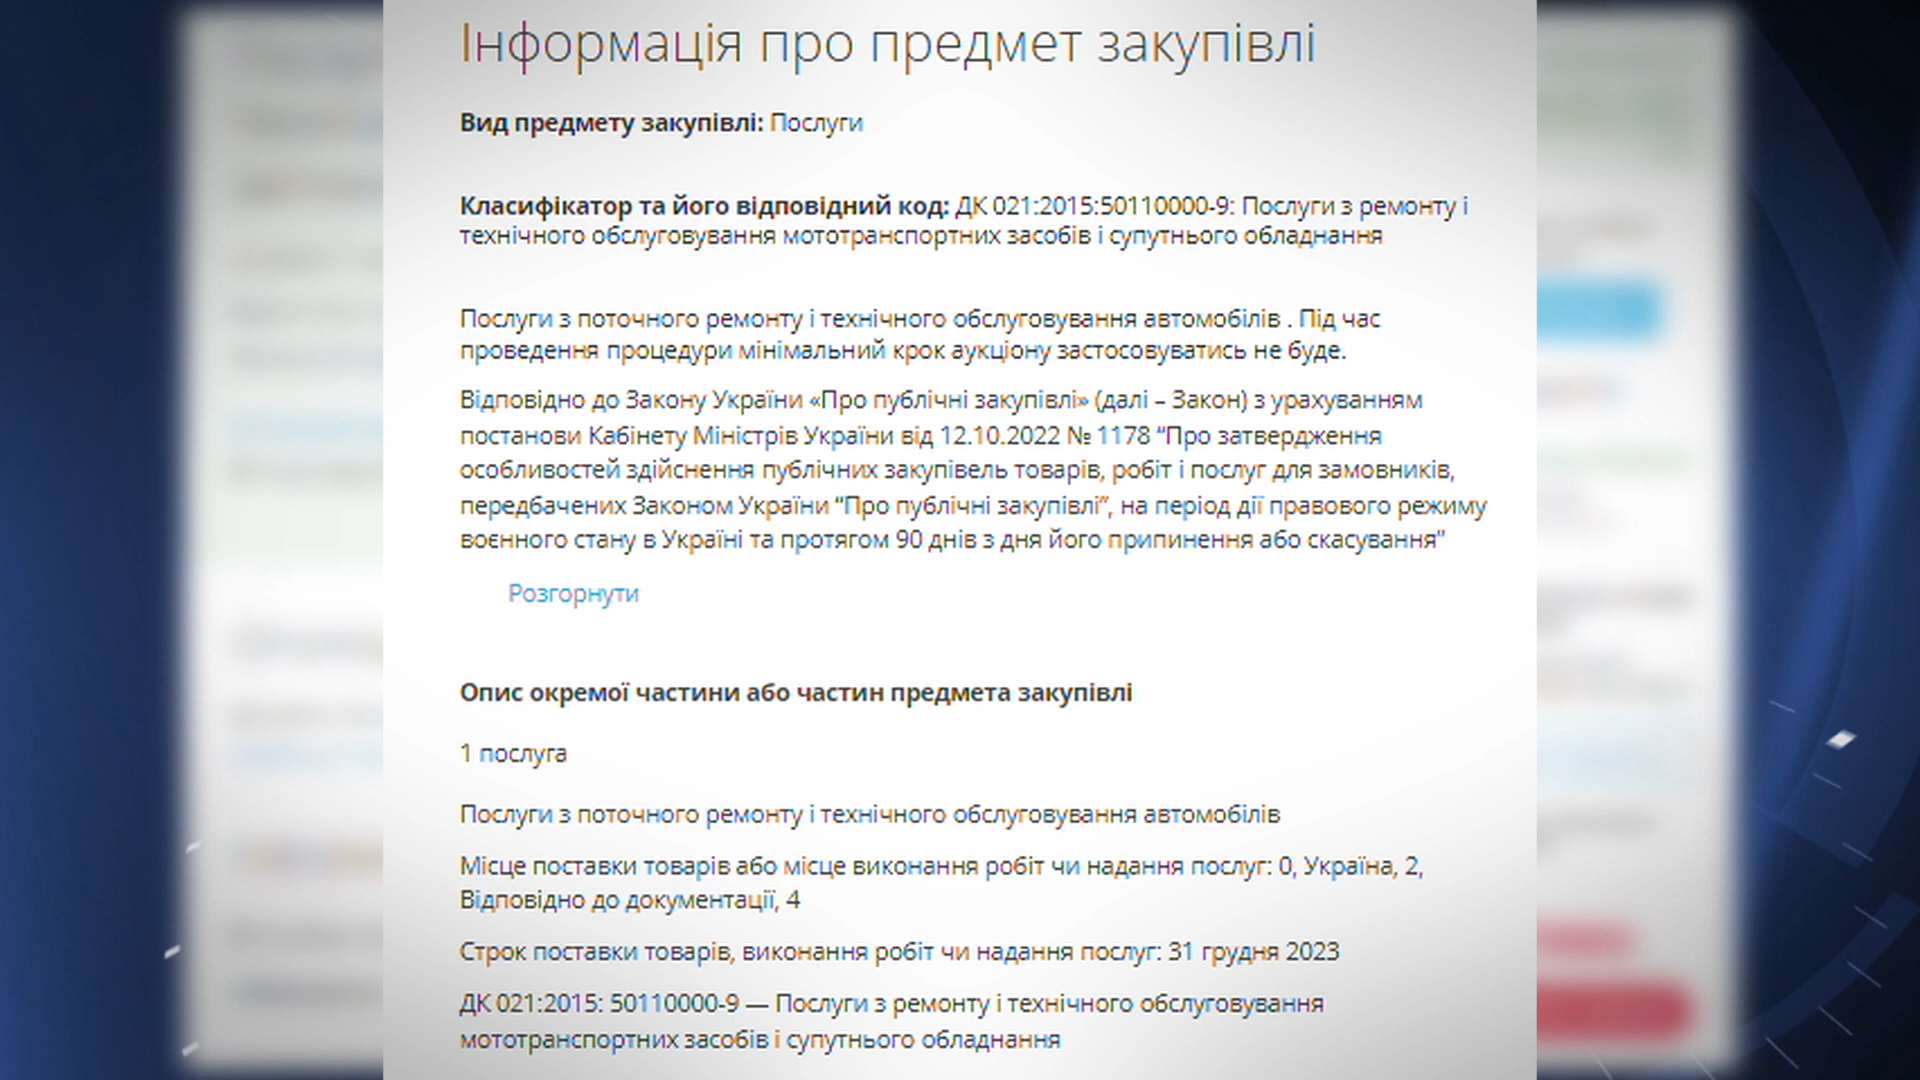 Інформація про предмет закупівлі
Вид предмету закупівлі: Послуги
Класифікатор та його відповідний код: ДК 021:2015:50110000-9: Послуги з ремонту і
технічного обслуговування мототранспортних засобів і супутнього обладнання
Послуги з поточного ремонту і технічного обслуговування автомобілів . Під час
проведення процедури мінімальний крок аукціону застосовуватись не буде.
Відповідно до Закону України «Про публічні закупівлі» (далі – Закон) з урахуванням
постанови Кабінету Міністрів України від 12.10.2022 № 1178 “Про затвердження
особливостей здійснення публічних закупівель товарів, робіт і послуг для замовників,
передбачених Законом України “Про публічні закупівлі”, на період дії правового режиму
воєнного стану в Україні та протягом 90 днів з дня його припинення або скасування“
Розгорнути
Опис окремої частини або частин предмета закупівлі
1 послуга
Послуги з поточного ремонту і технічного обслуговування автомобілів
Місце поставки товарів або місце виконання робіт чи надання послуг: 0, Україна, 2,
Відповідно до документації, 4
Строк поставки товарів, виконання робіт чи надання послуг: 31 грудня 2023
ДК 021:2015: 50110000-9 — Послуги з ремонту і технічного обслуговування
мототранспортних засобів і супутнього обладнання